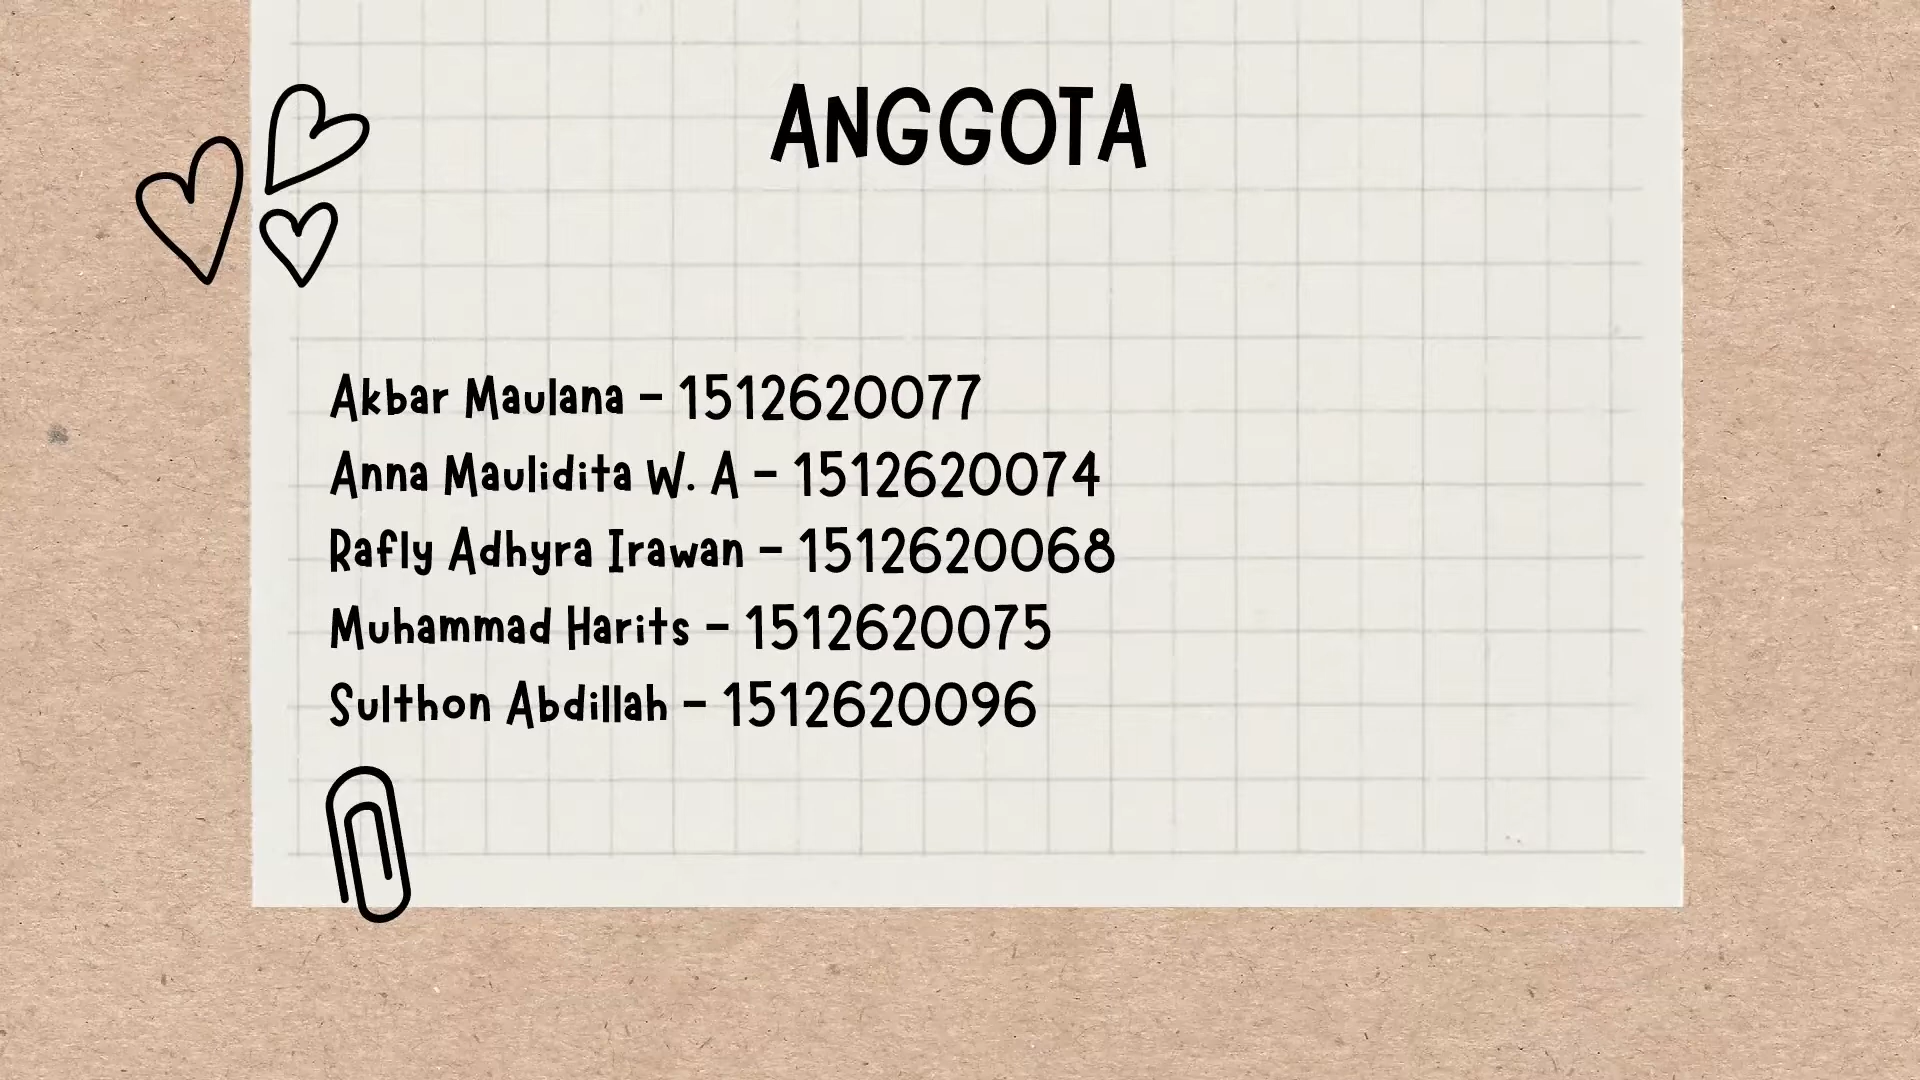 ANGGOTA
Akbar Maulana - 1512620077
Anna Maulidita W. A - 1512620074
Rafly Adhyra Irawan - 1512620068
Muhammad Harits - 1512620075
Sulthon Abdillah - 1512620096